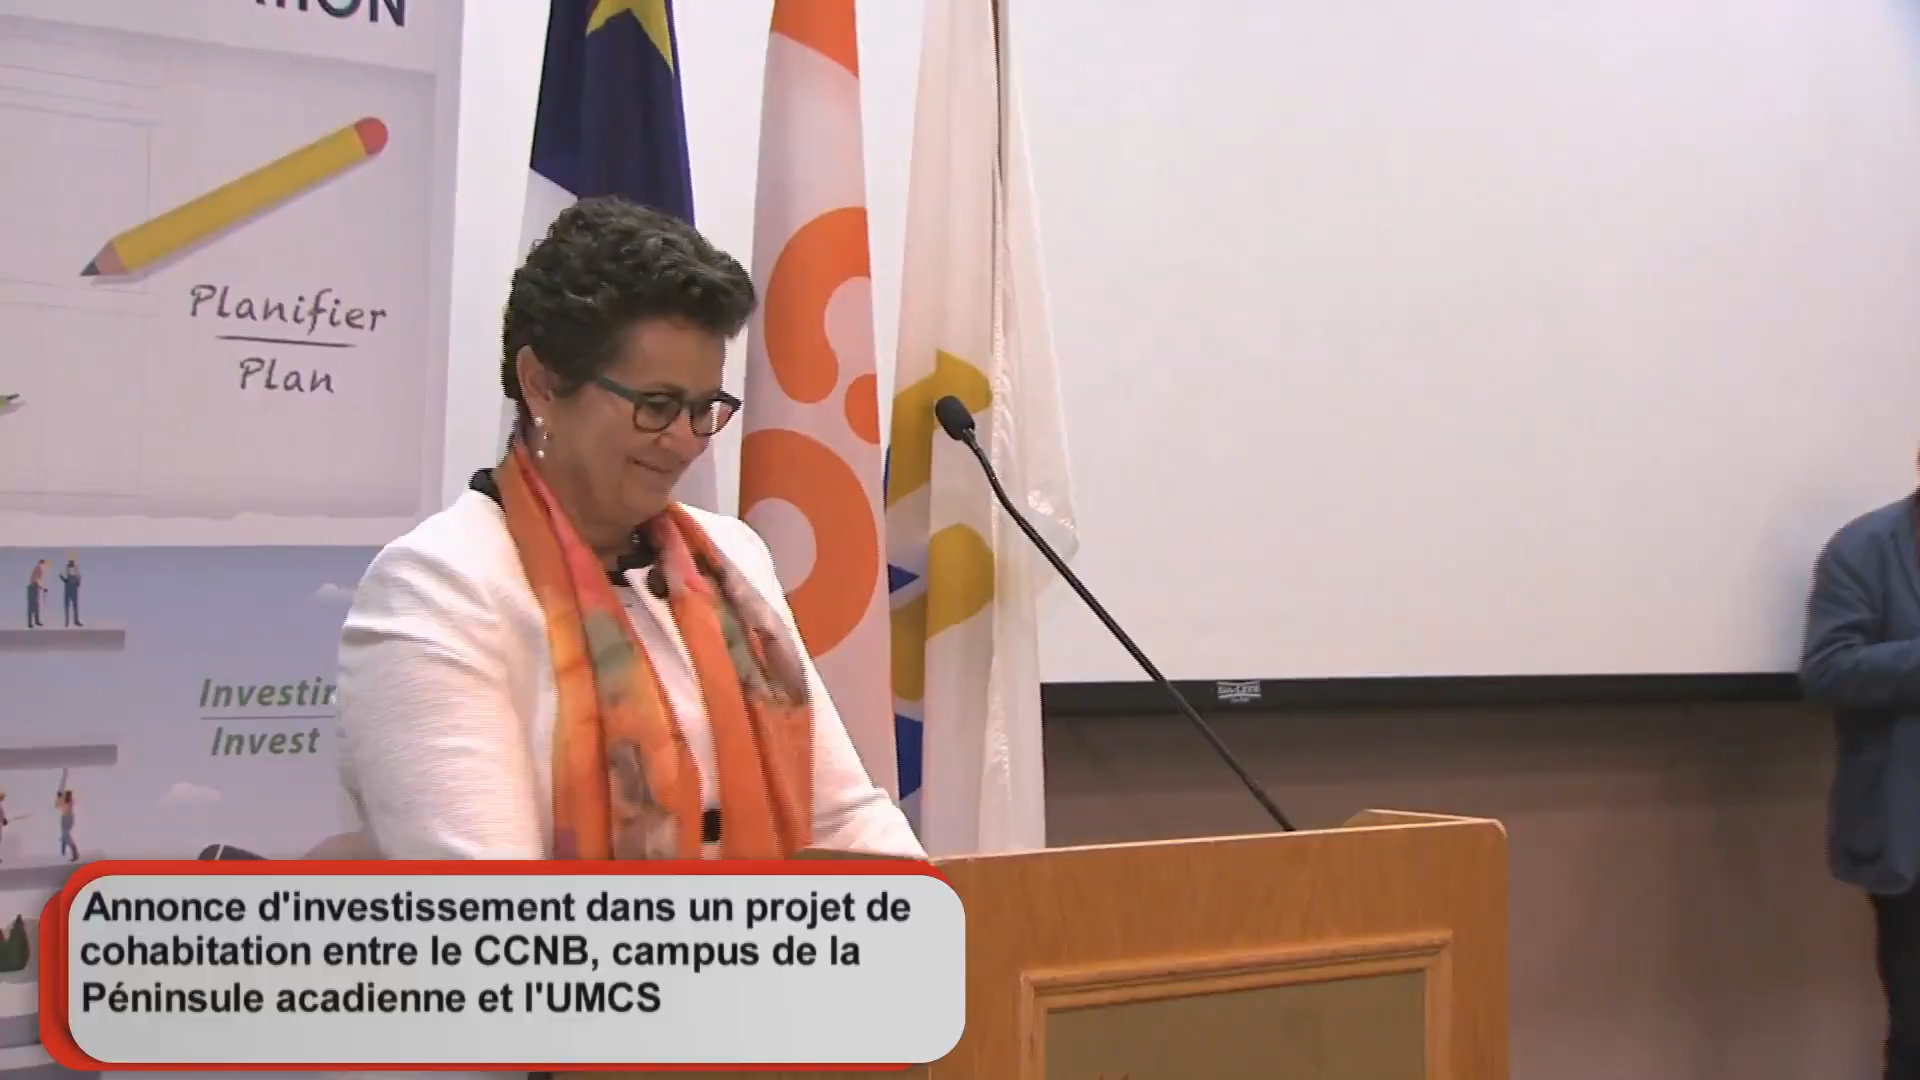 Planifier
Plan
Investir
Invest
Annonce d'investissement dans un projet de
cohabitation entre le CCNB, campus de la
Péninsule acadienne et l'UMCS